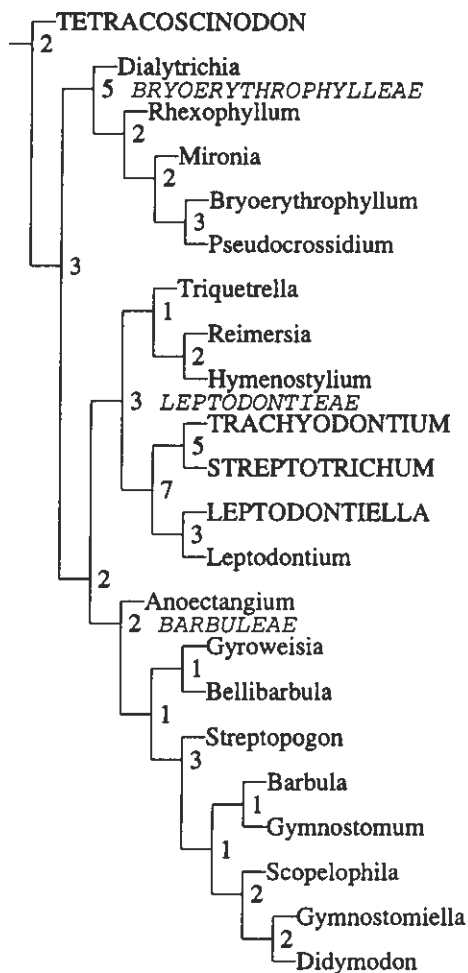 TETRACOSCINODON
2
Dialytrichia
5 BRYOERYTHROPHYLLEAE
Rhexophyllum
2
Mironia
2
Bryoerythrophyllum
3
Pseudocrossidium
3
Triquetrella
1
Reimersia
2
Hymenostylium
3 LEPTODONTIEAE
TRACHYODONTIUM
5
STREPTOTRICHUM
7
LEPTODONTIELLA
3
Leptodontium
2
Anoectangium
2 BARBULEAE
Gyroweisia
1
Bellibarbula
1
Streptopogon
3
Barbula
1
Gymnostomum
1
Scopelophila
2
Gymnostomiella
2
Didymodon